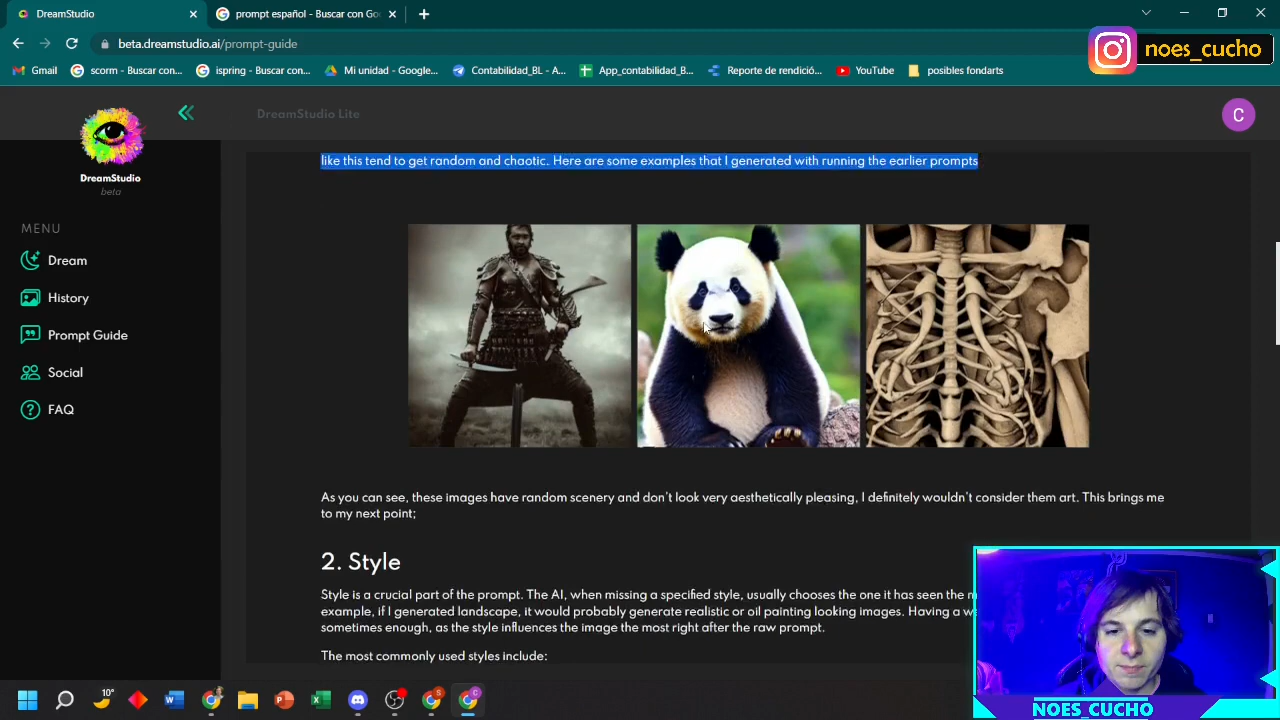 DreamStudio
prompt español - Buscar con Goo
beta.dreamstudio.ai/prompt-guide
noes_cucho
Gmail
scorm - Buscar con...
ispring - Buscar con...
Mi unidad - Google...
Contabilidad_BL - A...
App_contabilidad_B...
Reporte de rendició...
YouTube
posibles fondarts
DreamStudio Lite
C
DreamStudio
beta
MENU
Dream
History
Prompt Guide
Social
FAQ
like this tend to get random and chaotic. Here are some examples that I generated with running the earlier prompts
As you can see, these images have random scenery and don't look very aesthetically pleasing, I definitely wouldn't consider them art. This brings me
to my next point;
2. Style
Style is a crucial part of the prompt. The AI, when missing a specified style, usually chooses the one it has seen the
example, if I generated landscape, it would probably generate realistic or oil painting looking images. Having a
sometimes enough, as the style influences the image the most right after the raw prompt.
The most commonly used styles include:
10°
NOES_CUCHO